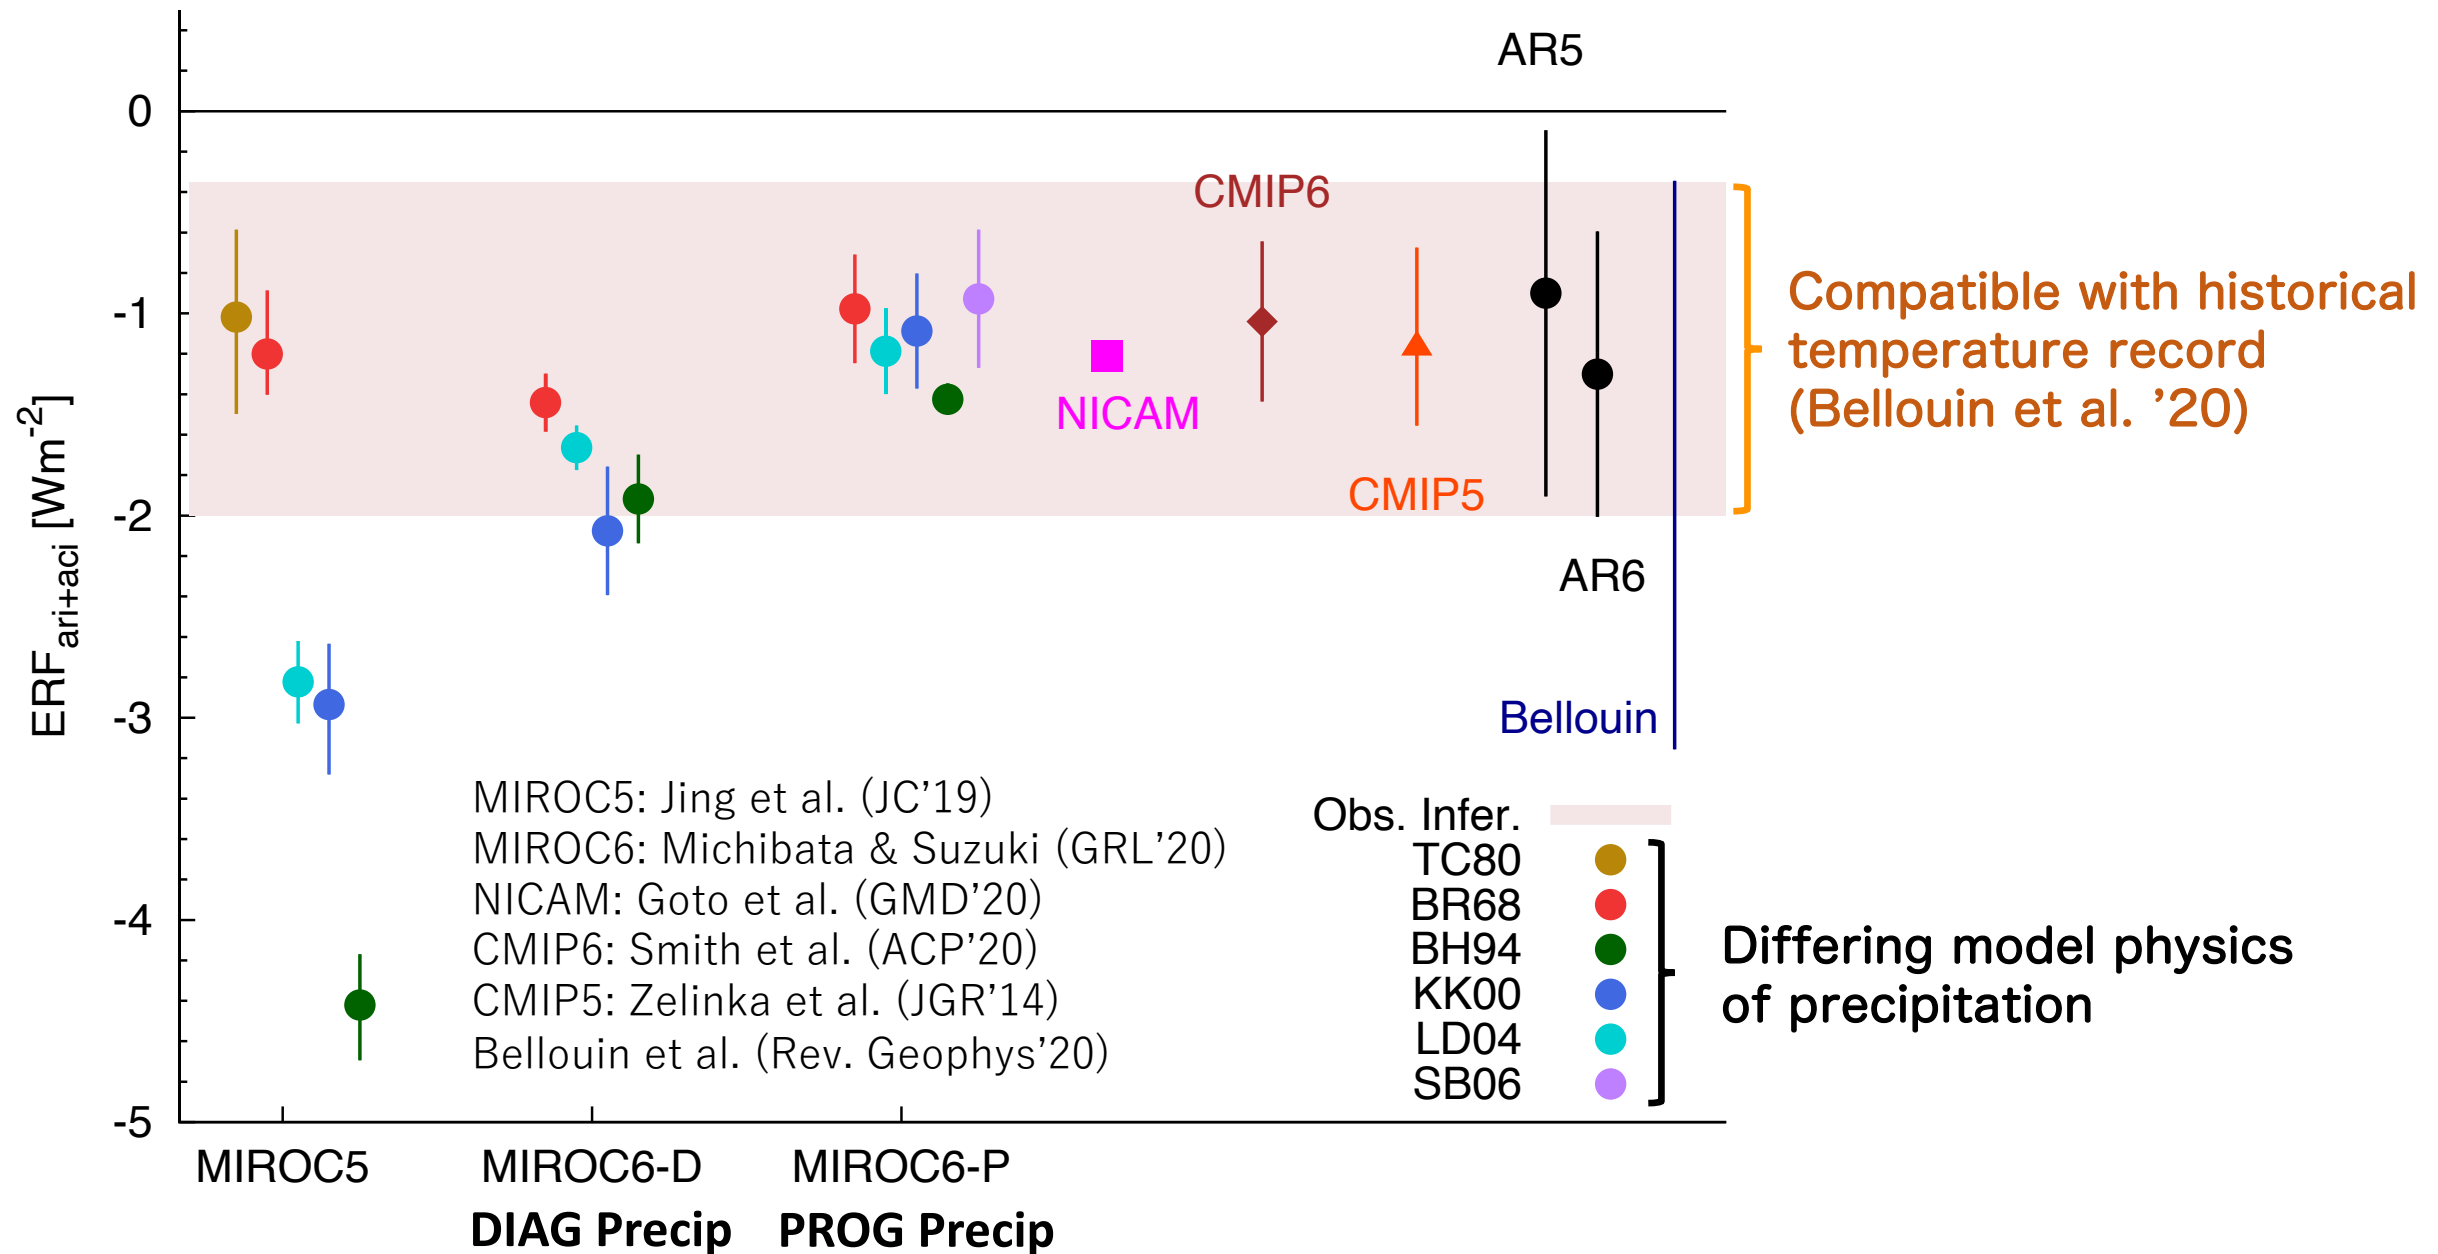 AR5
0
CMIP6
-1
Compatible with historical
temperature record
(Bellouin et al. ’20)
NICAM
CMIP5
-2
ERFari+aci [Wm-2]
AR6
-3
Bellouin
MIROC5: Jing et al. (JC’19)
MIROC6: Michibata & Suzuki (GRL’20)
NICAM: Goto et al. (GMD’20)
CMIP6: Smith et al. (ACP’20)
CMIP5: Zelinka et al. (JGR’14)
Bellouin et al. (Rev. Geophys’20)
Obs. Infer.
TC80
BR68
BH94
KK00
LD04
SB06
Differing model physics
of precipitation
-4
-5
MIROC5
MIROC6-D
MIROC6-P
DIAG Precip
PROG Precip